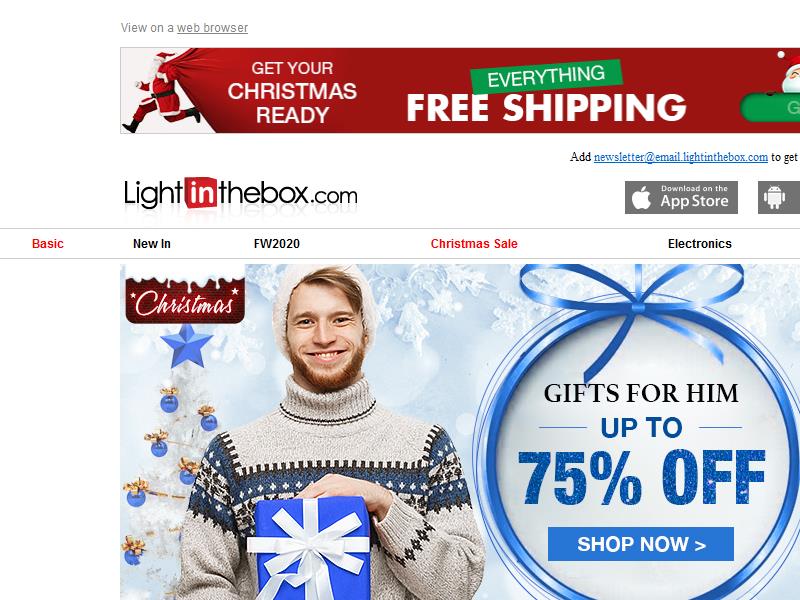 View on a web browser
GET YOUR
CHRISTMAS
READY
EVERYTHING
FREE SHIPPING
G
Add newsletter@email.lightinthebox.com to get
Lightinthebox.com
Download on the
App Store
Basic
New In
FW2020
Christmas Sale
Electronics
Christmas
GIFTS FOR HIM
UP TO
75% OFF
SHOP NOW >